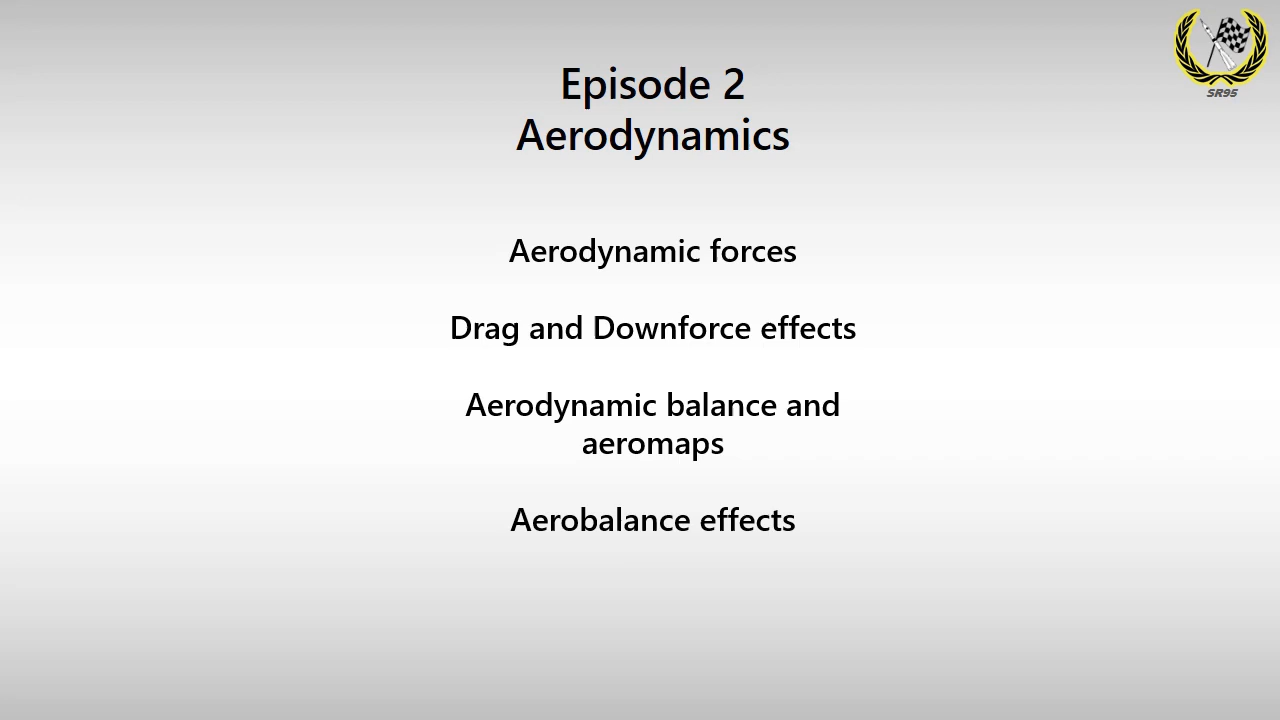 SR95
Episode 2
Aerodynamics
Aerodynamic forces
Drag and Downforce effects
Aerodynamic balance and
aeromaps
Aerobalance effects